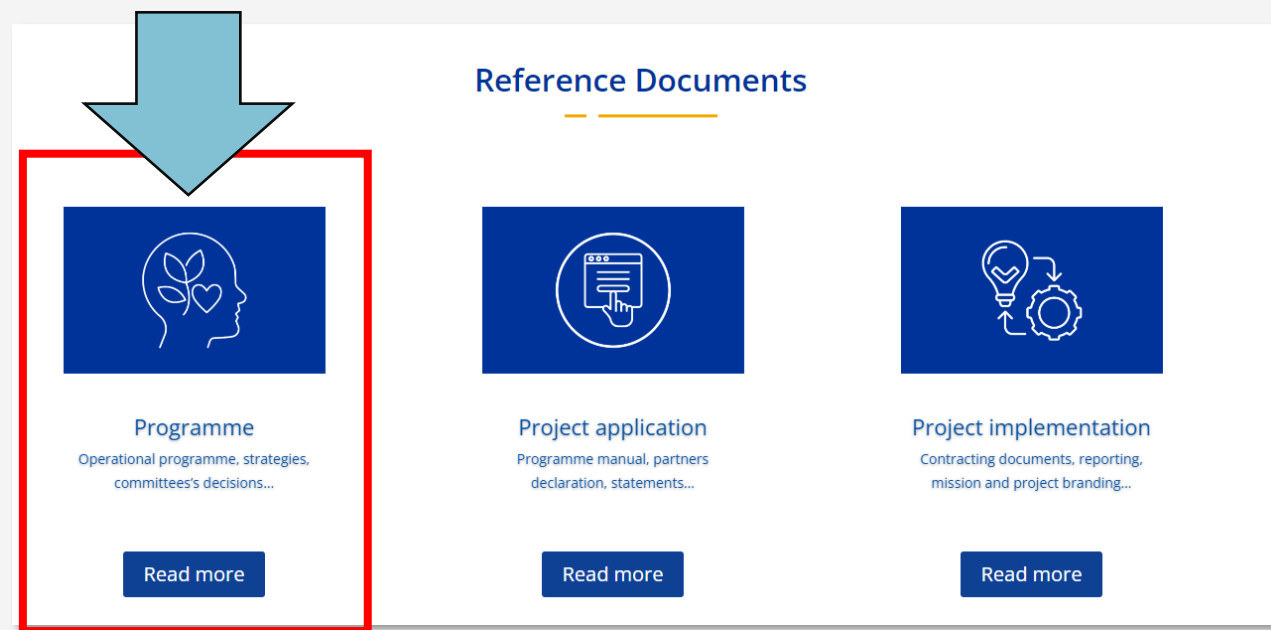 Reference Documents
Programme
Operational programme, strategies,
committees's decisions...
Read more
Project application
Programme manual, partners
declaration, statements...
Read more
Project implementation
Contracting documents, reporting,
mission and project branding...
Read more